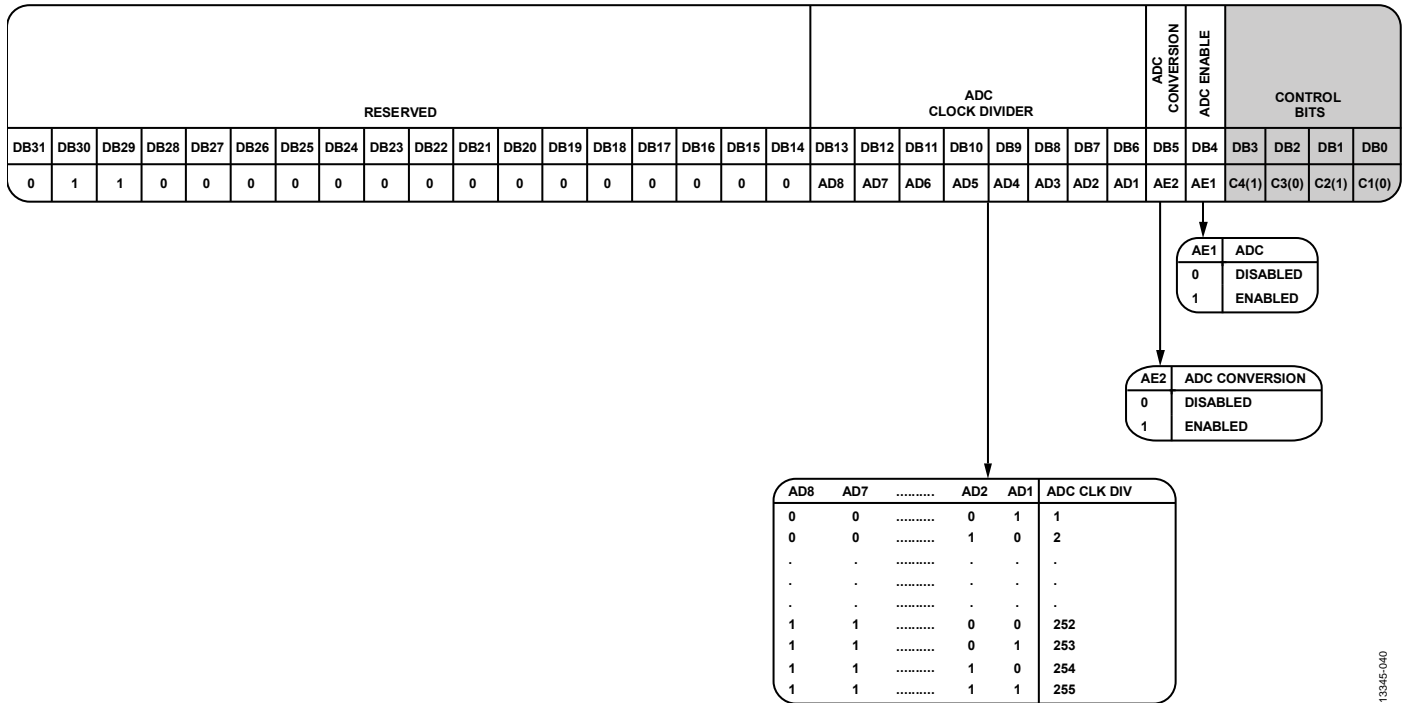 RESERVED
ADC
CLOCK DIVIDER
ADC
CONVERSION
ADC ENABLE
CONTROL
BITS
DB31 DB30 DB29 DB28 DB27 DB26 DB25 DB24 DB23 DB22 DB21 DB20 DB19 DB18 DB17 DB16 DB15 DB14 DB13 DB12 DB11 DB10 DB9 DB8 DB7 DB6 DB5 DB4 DB3 DB2 DB1 DB0
0 1 1 0 0 0 0 0 0 0 0 0 0 0 0 0 0 0 AD8 AD7 AD6 AD5 AD4 AD3 AD2 AD1 AE2 AE1 C4(1) C3(0) C2(1) C1(0)
AE1 ADC
0 DISABLED
1 ENABLED
AE2 ADC CONVERSION
0 DISABLED
1 ENABLED
AD8 AD7 .......... AD2 AD1 ADC CLK DIV
0 0 .......... 0 1 1
0 0 .......... 1 0 2
. . .......... . . .
. . .......... . . .
. . .......... . . .
1 1 .......... 0 0 252
1 1 .......... 0 1 253
1 1 .......... 1 0 254
1 1 .......... 1 1 255
13345-040